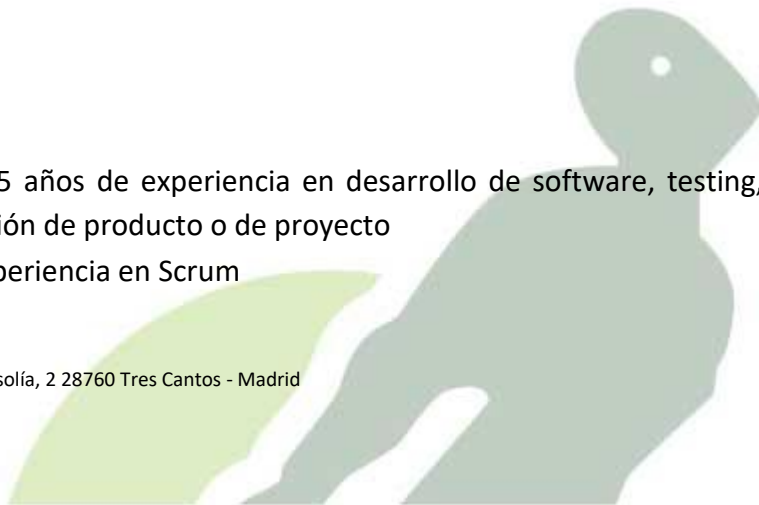 5 años de experiencia en desarrollo de software, testing,
ión de producto o de proyecto
periencia en Scrum
solía, 2 28760 Tres Cantos - Madrid